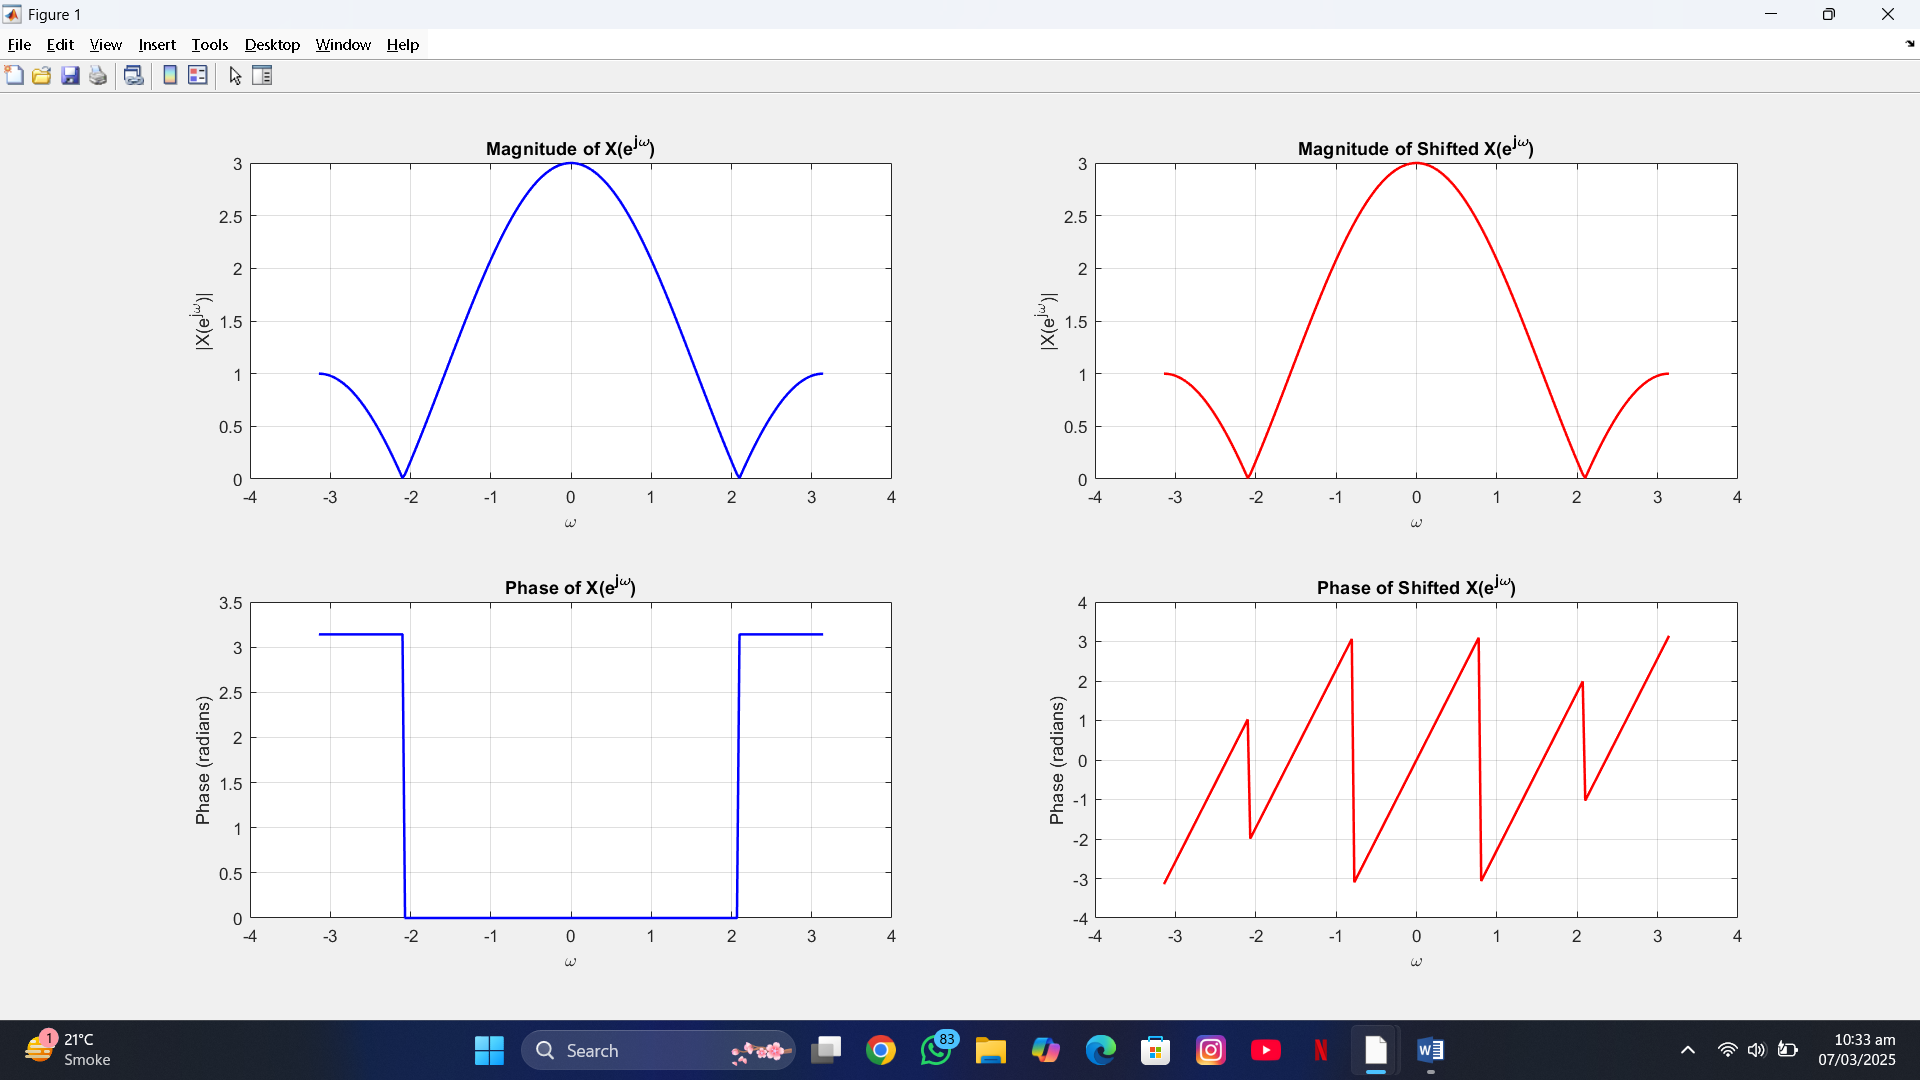 Figure 1
File Edit View Insert Tools Desktop Window Help
Magnitude of X(e^jω)
|X(e^jω)|
3
2.5
2
1.5
1
0.5
0
-4 -3 -2 -1 0 1 2 3 4
ω
Magnitude of Shifted X(e^jω)
|X(e^jω)|
3
2.5
2
1.5
1
0.5
0
-4 -3 -2 -1 0 1 2 3 4
ω
Phase of X(e^jω)
Phase (radians)
3.5
3
2.5
2
1.5
1
0.5
0
-4 -3 -2 -1 0 1 2 3 4
ω
Phase of Shifted X(e^jω)
Phase (radians)
4
3
2
1
0
-1
-2
-3
-4
-4 -3 -2 -1 0 1 2 3 4
ω
1
21°C
Smoke
Search
83
N
W
10:33 am
07/03/2025